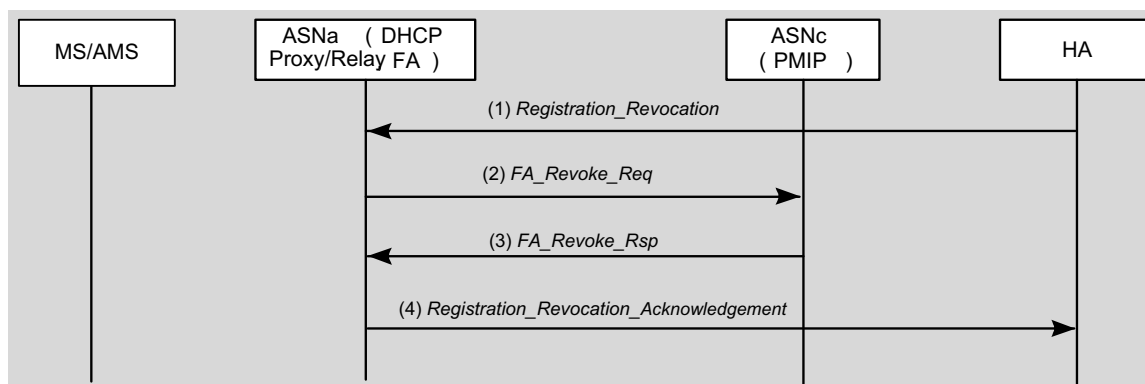 MS/AMS
ASNa ( DHCP
Proxy/Relay FA )
ASNc
( PMIP )
HA
(1) Registration_Revocation
(2) FA_Revoke_Req
(3) FA_Revoke_Rsp
(4) Registration_Revocation_Acknowledgement